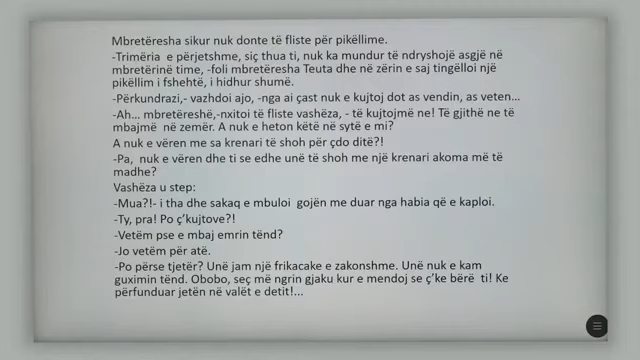 Mbretëresha sikur nuk donte të fliste për pikëllime.
-Trimëria e përjetshme, siç thua ti, nuk ka mundur të ndryshojë asgjë në
mbretërinë time, -foli mbretëresha Teuta dhe në zërin e saj tingëlloi një
pikëllim i fshehtë, i hidhur shumë.
-Përkundrazi,- vazhdoi ajo, -nga ai çast nuk e kujtoj dot as vendin, as veten...
-Ah... mbretëreshë,-nxitoi të fliste vashëza, - të kujtojmë ne! Të gjithë ne të
mbajmë në zemër. A nuk e heton këtë në sytë e mi?
A nuk e vëren me sa krenari të shoh për çdo ditë?!
-Pa, nuk e vëren dhe ti se edhe unë të shoh me një krenari akoma më të
madhe?
Vashëza u step:
-Mua?!- i tha dhe sakaq e mbuloi gojën me duar nga habia që e kaploi.
-Ty, pra! Po ç'kujtove?!
-Vetëm pse e mbaj emrin tënd?
-Jo vetëm për atë.
-Po përse tjetër? Unë jam një frikacake e zakonshme. Unë nuk e kam
guximin tënd. Obobo, seç më ngrin gjaku kur e mendoj se ç'ke bërë ti! Ke
përfunduar jetën në valët e detit!...